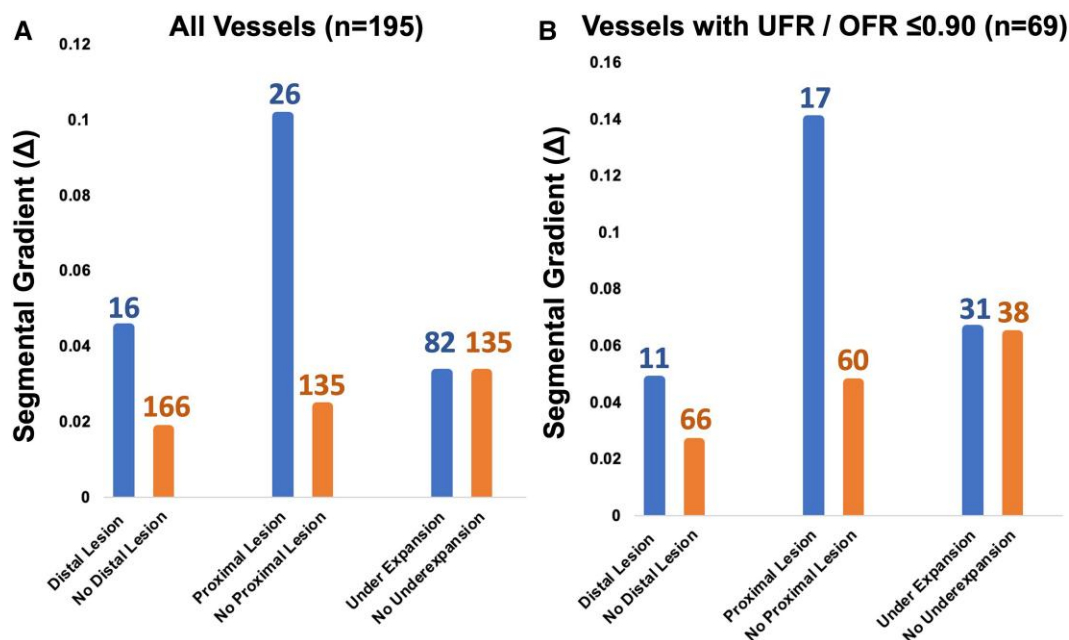 A
All Vessels (n=195)
Segmental Gradient (Δ)
0.12
0.1
0.08
0.06
0.04
0.02
0
16
166
26
135
82
135
Distal Lesion
No Distal Lesion
Proximal Lesion
No Proximal Lesion
Under Expansion
No Underexpansion
B
Vessels with UFR / OFR ≤0.90 (n=69)
Segmental Gradient (Δ)
0.16
0.14
0.12
0.1
0.08
0.06
0.04
0.02
0
11
66
17
60
31
38
Distal Lesion
No Distal Lesion
Proximal Lesion
No Proximal Lesion
Under Expansion
No Underexpansion